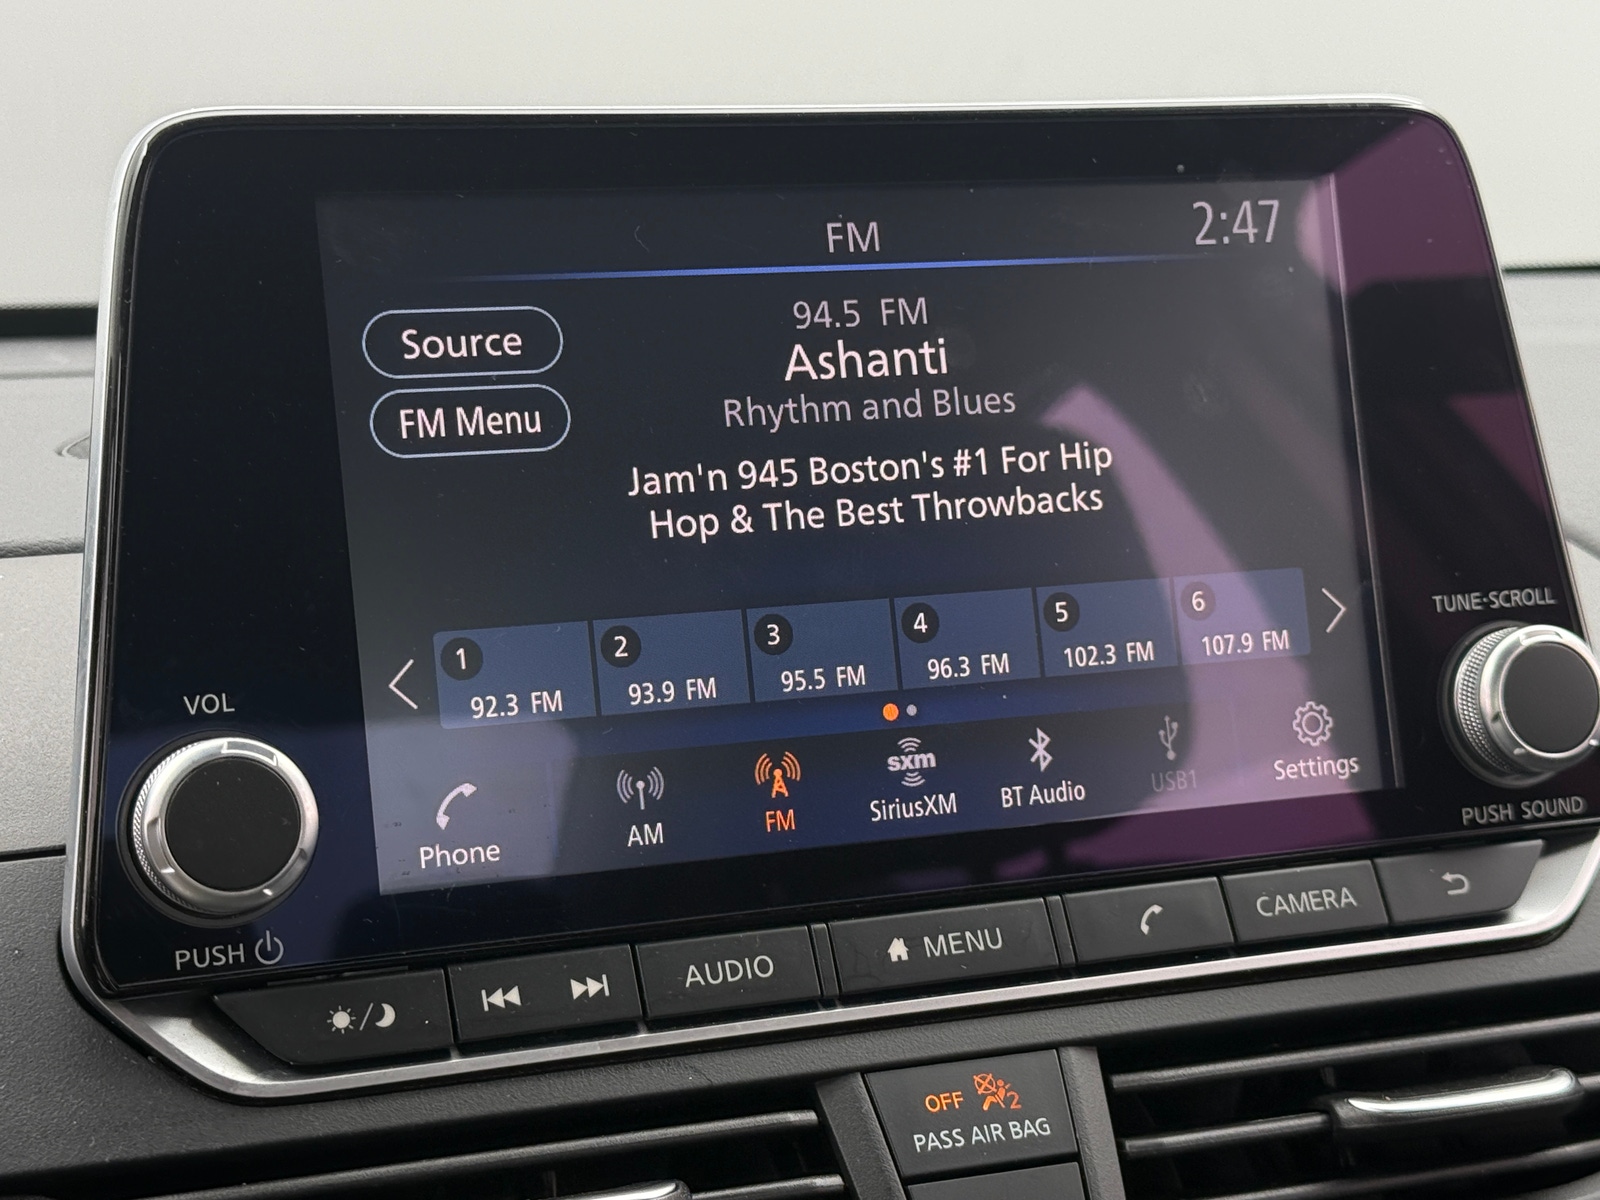 FM
2:47
Source
FM Menu
94.5 FM
Ashanti
Rhythm and Blues
Jam'n 945 Boston's #1 For Hip
Hop & The Best Throwbacks
1
92.3 FM
2
93.9 FM
3
95.5 FM
4
96.3 FM
5
102.3 FM
6
107.9 FM
Phone
AM
FM
sxm
SiriusXM
BT Audio
USB1
Settings
VOL
PUSH
TUNE·SCROLL
PUSH SOUND
AUDIO
MENU
CAMERA
OFF
2
PASS AIR BAG